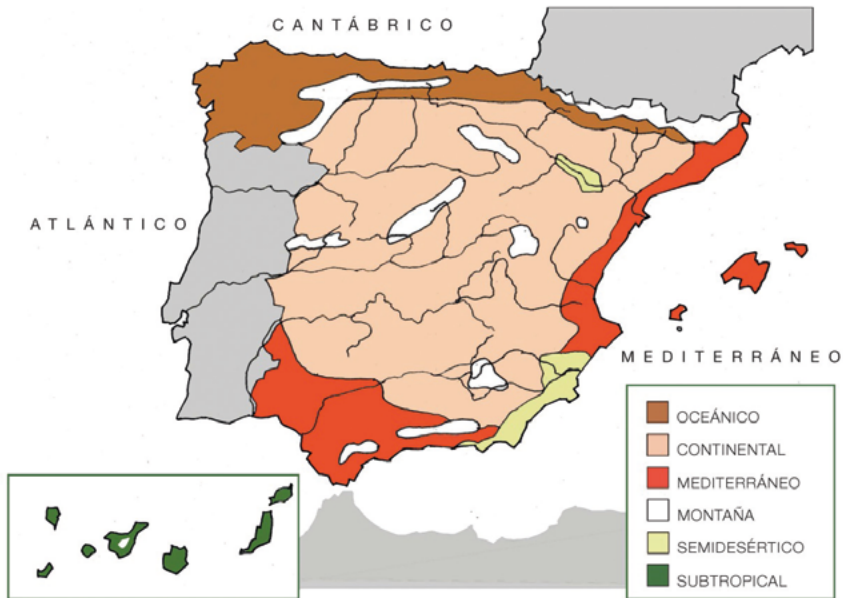 CANTÁBRICO
ATLÁNTICO
MEDITERRÁNEO
OCEÁNICO
CONTINENTAL
MEDITERRÁNEO
MONTAÑA
SEMIDESÉRTICO
SUBTROPICAL